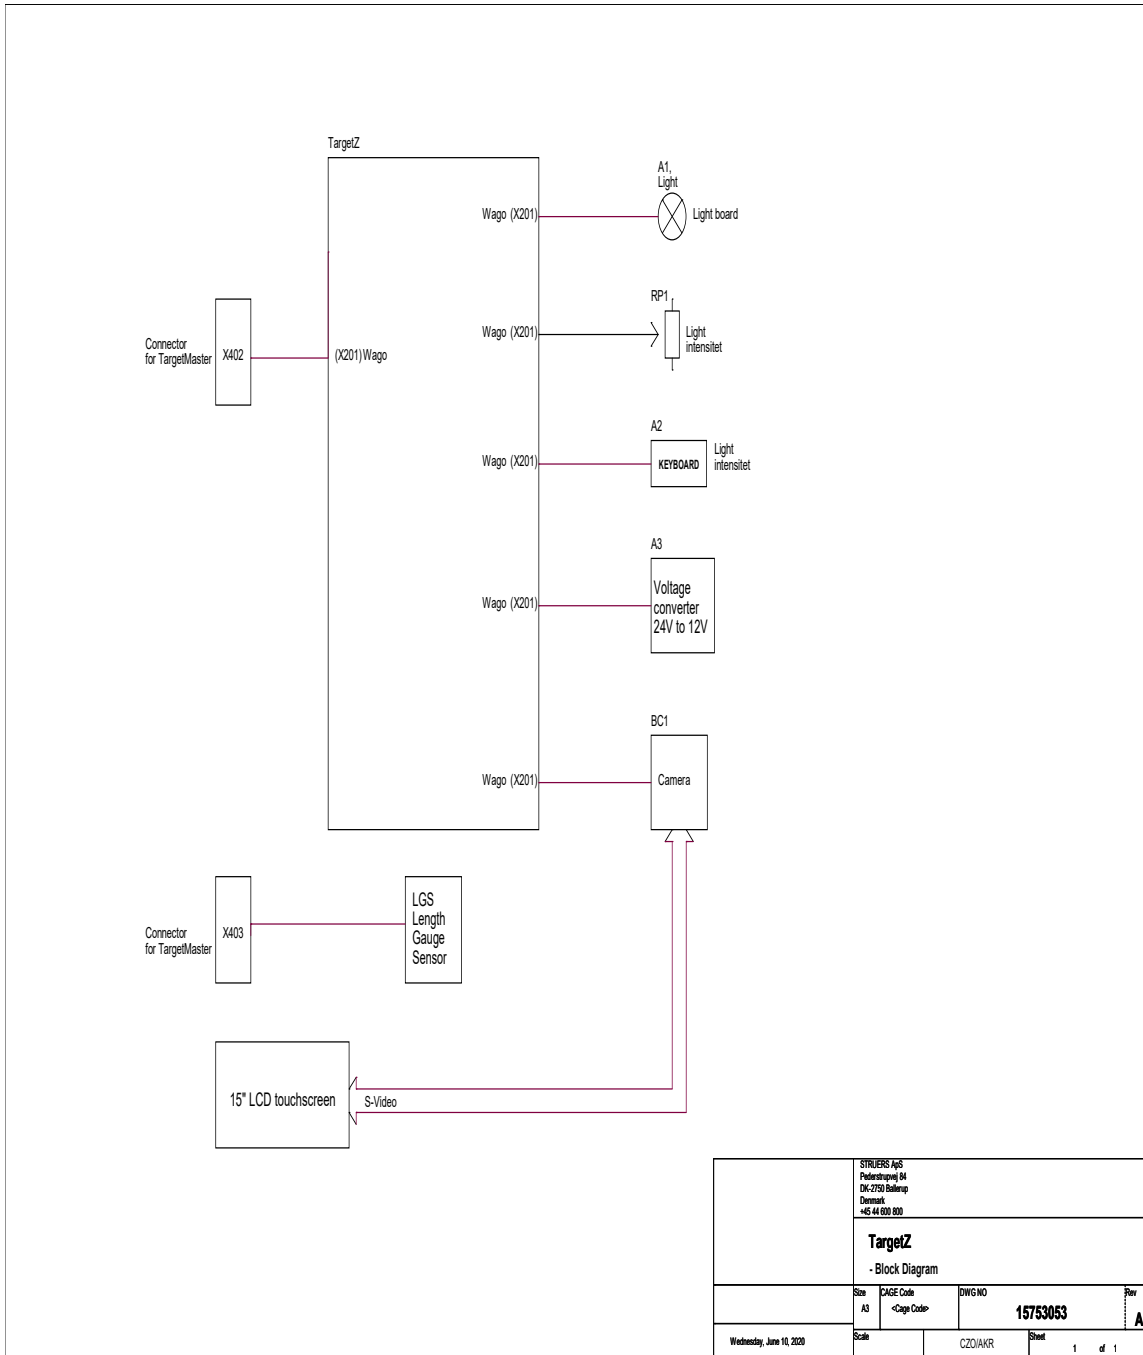 TargetZ
A1,
Light
Wago (X201)
Light board
RP1
Wago (X201)
Light
intensitet
Connector
for TargetMaster
X402
(X201) Wago
A2
Wago (X201)
KEYBOARD
Light
intensitet
A3
Wago (X201)
Voltage
converter
24V to 12V
BC1
Wago (X201)
Camera
Connector
for TargetMaster
X403
LGS
Length
Gauge
Sensor
15" LCD touchscreen
S-Video
STRUERS ApS
Pederstrupvej 84
DK-2750 Ballerup
Denmark
+45 44 600 800
TargetZ
- Block Diagram
Size
A3
CAGE Code
<Cage Code>
DWG NO
15753053
Rev
A
Wednesday, June 10, 2020
Scale
CZO/AKR
Sheet
1 of 1